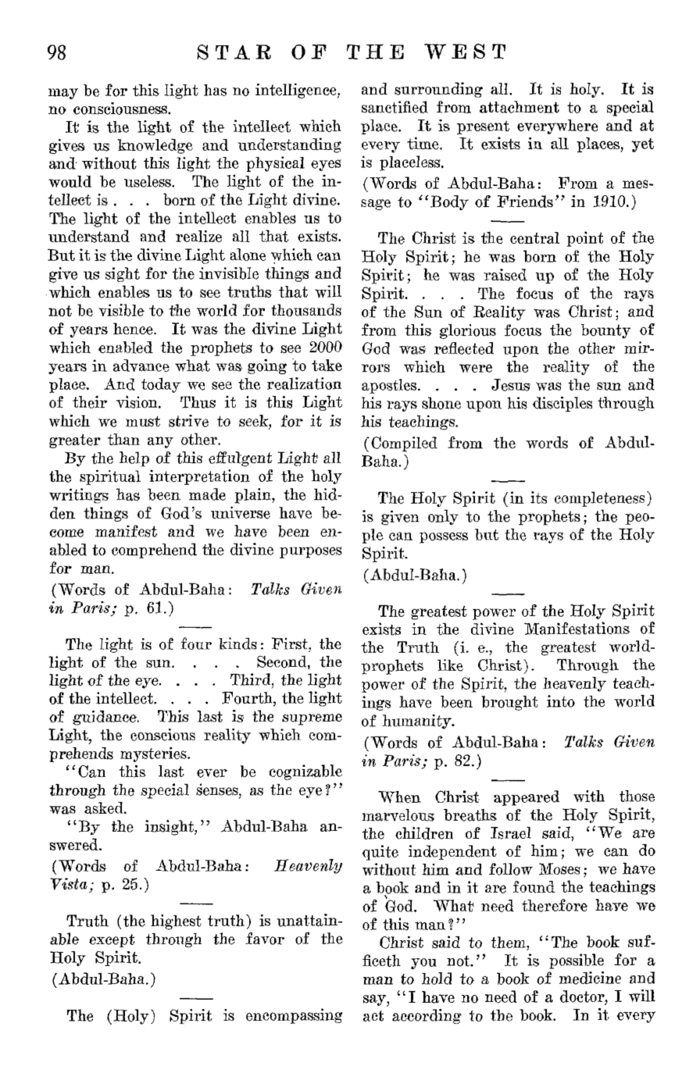 98 STAR OF THE WEST
may be for this light has no intelligence,
no consciousness.
It is the light of the intellect which
gives us knowledge and understanding
and without this light the physical eyes
would be useless. The light of the in-
tellect is . . . born of the Light divine.
The light of the intellect enables us to
understand and realize all that exists.
But it is the divine Light alone which can
give us sight for the invisible things and
which enables us to see truths that will
not be visible to the world for thousands
of years hence. It was the divine Light
which enabled the prophets to see 2000
years in advance what was going to take
place. And today we see the realization
of their vision. Thus it is this Light
which we must strive to seek, for it is
greater than any other.
By the help of this effulgent Light all
the spiritual interpretation of the holy
writings has been made plain, the hid-
den things of God's universe have be-
come manifest and we have been en-
abled to comprehend the divine purposes
for man.
(Words of Abdul-Baha: Talks Given
in Paris; p. 61.)
The light is of four kinds: First, the
light of the sun. . . . Second, the
light of the eye. . . . Third, the light
of the intellect. . . . Fourth, the light
of guidance. This last is the supreme
Light, the conscious reality which com-
prehends mysteries.
"Can this last ever be cognizable
through the special senses, as the eye?"
was asked.
"By the insight," Abdul-Baha an-
swered.
(Words of Abdul-Baha: Heavenly
Vista; p. 25.)
Truth (the highest truth) is unattain-
able except through the favor of the
Holy Spirit.
(Abdul-Baha.)
The (Holy) Spirit is encompassing
and surrounding all. It is holy. It is
sanctified from attachment to a special
place. It is present everywhere and at
every time. It exists in all places, yet
is placeless.
(Words of Abdul-Baha: From a mes-
sage to "Body of Friends" in 1910.)
The Christ is the central point of the
Holy Spirit; he was born of the Holy
Spirit; he was raised up of the Holy
Spirit. . . . The focus of the rays
of the Sun of Reality was Christ; and
from this glorious focus the bounty of
God was reflected upon the other mir-
rors which were the reality of the
apostles. . . . Jesus was the sun and
his rays shone upon his disciples through
his teachings.
(Compiled from the words of Abdul-
Baha.)
The Holy Spirit (in its completeness)
is given only to the prophets; the peo-
ple can possess but the rays of the Holy
Spirit.
(Abdul-Baha.)
The greatest power of the Holy Spirit
exists in the divine Manifestations of
the Truth (i. e., the greatest world-
prophets like Christ). Through the
power of the Spirit, the heavenly teach-
ings have been brought into the world
of humanity.
(Words of Abdul-Baha: Talks Given
in Paris; p. 82.)
When Christ appeared with those
marvelous breaths of the Holy Spirit,
the children of Israel said, "We are
quite independent of him; we can do
without him and follow Moses; we have
a book and in it are found the teachings
of God. What need therefore have we
of this man?"
Christ said to them, "The book suf-
ficeth you not." It is possible for a
man to hold to a book of medicine and
say, "I have no need of a doctor, I will
act according to the book. In it every